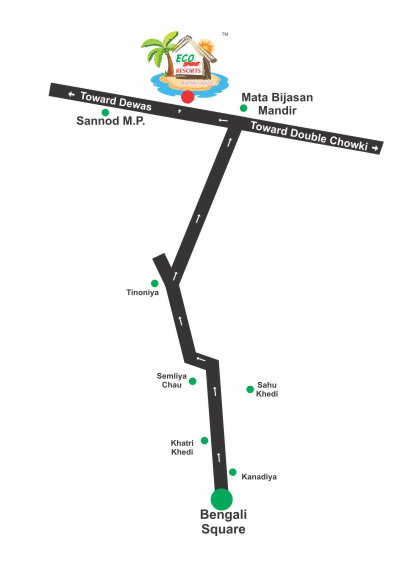 TM
ECO
RESORTS
Toward Dewas
Mata Bijasan
Mandir
Sannod M.P.
Toward Double Chowki
Tinoniya
Semliya
Chau
Sahu
Khedi
Khatri
Khedi
Kanadiya
Bengali
Square